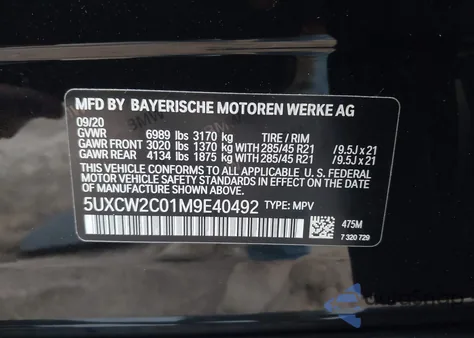 MFD BY BAYERISCHE MOTOREN WERKE AG
09/20
GVWR 6989 lbs 3170 kg TIRE / RIM
GAWR FRONT 3020 lbs 1370 kg WITH 285/45 R21 /9.5J x 21
GAWR REAR 4134 lbs 1875 kg WITH 285/45 R21 /9.5J x 21
THIS VEHICLE CONFORMS TO ALL APPLICABLE U.S. FEDERAL
MOTOR VEHICLE SAFETY STANDARDS IN EFFECT ON THE DATE
OF MANUFACTURE SHOWN ABOVE.
5UXCW2C01M9E40492 TYPE: MPV
475M
7 320 729